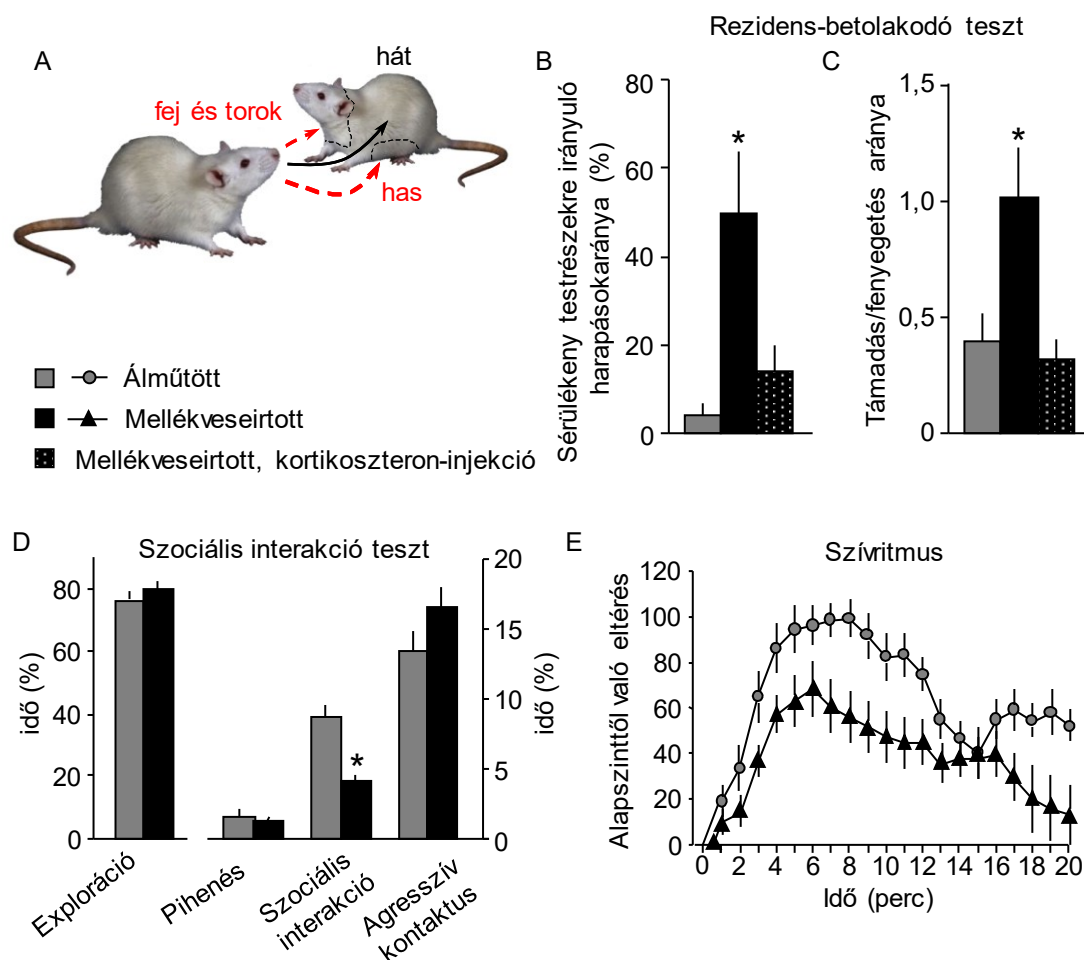 Rezidens-betolakodó teszt
A
hát
fej és torok
has
B
Sérülékeny testrészekre irányuló
harapásokaránya (%)
80
60
40
20
0
*
C
Támadás/fenyegetés aránya
1,5
1,0
0,5
0
*
Álműtött
Mellékveseirtott
Mellékveseirtott, kortikoszteron-injekció
D
Szociális interakció teszt
idő (%)
80
60
40
20
0
*
20
15
10
5
0
idő (%)
Exploráció
Pihenés
Szociális
interakció
Agresszív
kontaktus
E
Szívritmus
Alapszinttől való eltérés
120
100
80
60
40
20
0
0 2 4 6 8 10 12 14 16 18 20
Idő (perc)